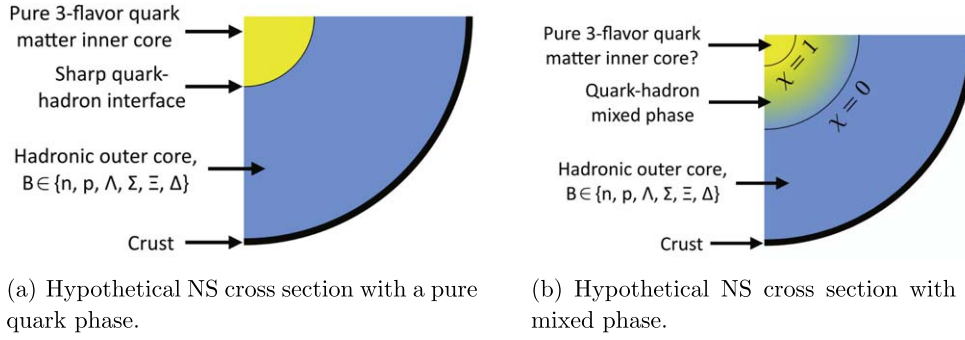 Pure 3-flavor quark
matter inner core
Sharp quark-
hadron interface
Hadronic outer core,
B∈{n, p, Λ, Σ, Ξ, Δ}
Crust
(a) Hypothetical NS cross section with a pure
quark phase.
Pure 3-flavor quark
matter inner core?
χ = 1
Quark-hadron
mixed phase
χ = 0
Hadronic outer core,
B∈{n, p, Λ, Σ, Ξ, Δ}
Crust
(b) Hypothetical NS cross section with
mixed phase.